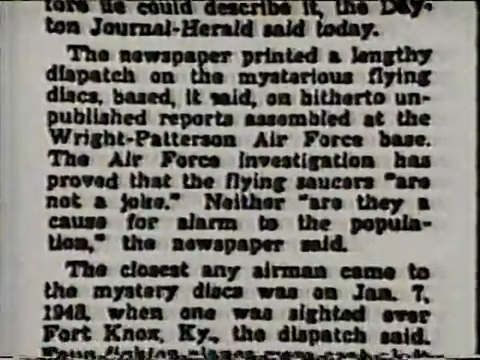 fore he could describe it, the Day-
ton Journal-Herald said today.
The newspaper printed a lengthy
dispatch on the mysterious flying
discs, based, it said, on hitherto un-
published reports assembled at the
Wright-Patterson Air Force base.
The Air Force investigation has
proved that the flying saucers "are
not a joke." Neither "are they a
cause for alarm to the popula-
tion," the newspaper said.
The closest any airman came to
the mystery discs was on Jan. 7,
1948, when one was sighted over
Fort Knox, Ky., the dispatch said.
Four fighter planes